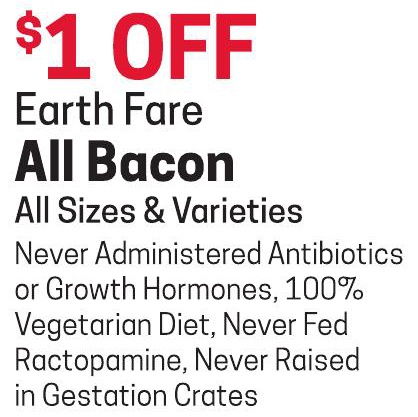 $1 OFF
Earth Fare
All Bacon
All Sizes & Varieties
Never Administered Antibiotics
or Growth Hormones, 100%
Vegetarian Diet, Never Fed
Ractopamine, Never Raised
in Gestation Crates